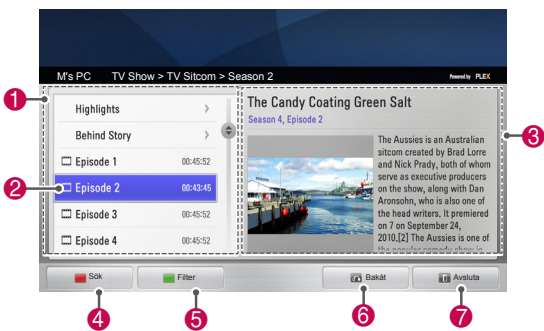 M's PC TV Show > TV Sitcom > Season 2
Powered by PLEX
1
Highlights >
Behind Story >
Episode 1 00:45:52
2
Episode 2 00:43:45
Episode 3 00:45:52
Episode 4 00:45:52
The Candy Coating Green Salt
Season 4, Episode 2
3
The Aussies is an Australian
sitcom created by Brad Lorre
and Nick Prady, both of whom
serve as executive producers
on the show, along with Dan
Aronsohn, who is also one of
the head writers. It premiered
on 7 on September 24,
2010.[2] The Aussies is one of
the popular comedy show in
Sök
Filter
Bakåt
Avsluta
4
5
6
7